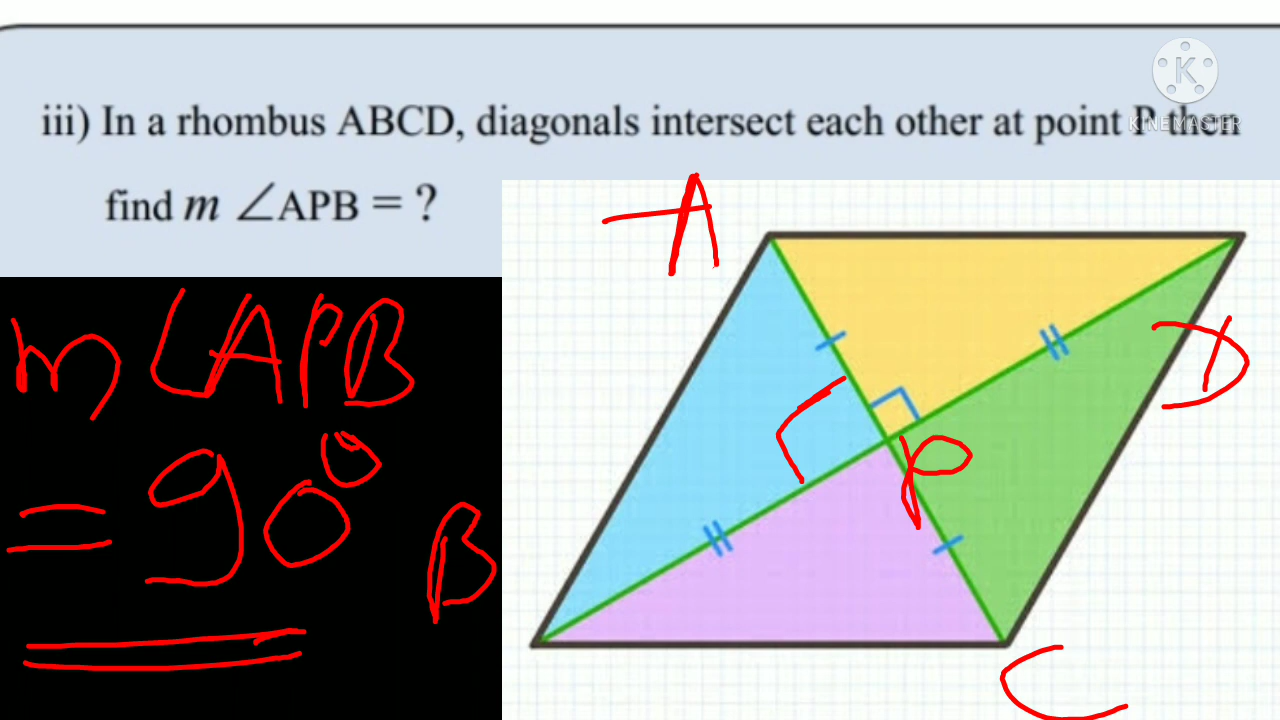 K
KINEMASTER
iii) In a rhombus ABCD, diagonals intersect each other at point P then
find m ∠APB = ?
A
m ∠APB
= 90°
B
P
D
C